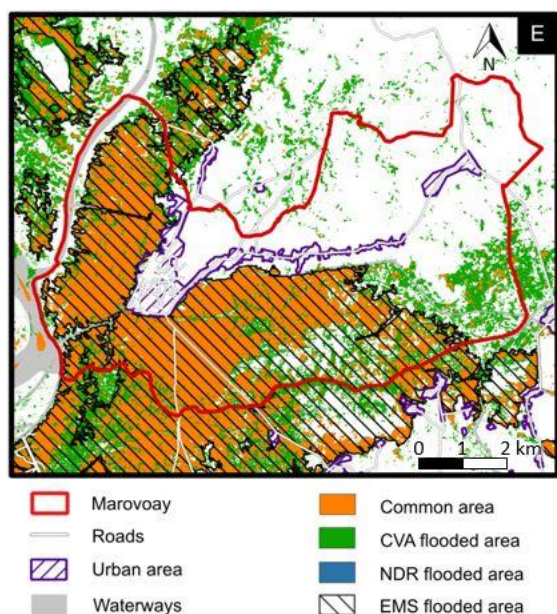 E
N
0 1 2 km
Marovoay
Roads
Urban area
Waterways
Common area
CVA flooded area
NDR flooded area
EMS flooded area